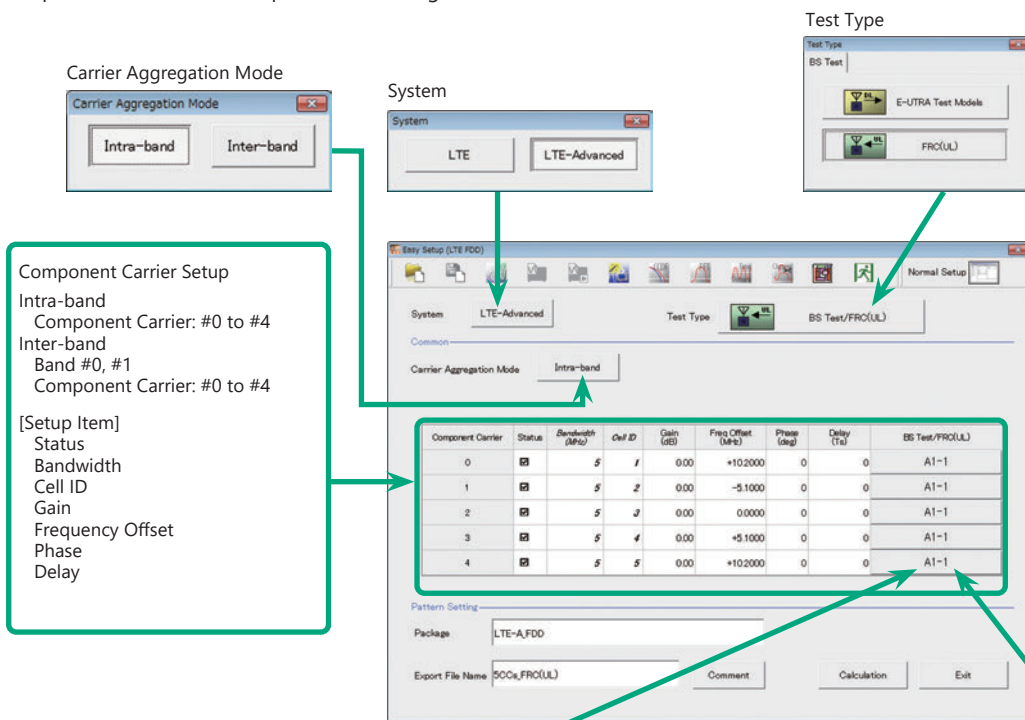 Test Type
Test Type
BS Test
E-UTRA Test Models
FRC(UL)
Carrier Aggregation Mode
Carrier Aggregation Mode
Intra-band Inter-band
System
System
LTE LTE-Advanced
Component Carrier Setup
Intra-band
Component Carrier: #0 to #4
Inter-band
Band #0, #1
Component Carrier: #0 to #4
[Setup Item]
Status
Bandwidth
Cell ID
Gain
Frequency Offset
Phase
Delay
Easy Setup (LTE FDD)
Normal Setup
System LTE-Advanced Test Type UL BS Test/FRC(UL)
Common
Carrier Aggregation Mode Intra-band
Component Carrier Status Bandwidth (MHz) Cell ID Gain (dB) Freq Offset (MHz) Phase (deg) Delay (Ts) BS Test/FRC(UL)
0 5 1 0.00 +10.2000 0 0 A1-1
1 5 2 0.00 -5.1000 0 0 A1-1
2 5 3 0.00 0.0000 0 0 A1-1
3 5 4 0.00 +5.1000 0 0 A1-1
4 5 5 0.00 +10.2000 0 0 A1-1
Pattern Setting
Package LTE-A_FDD
Export File Name 5CCs_FRC(UL) Comment Calculation Exit